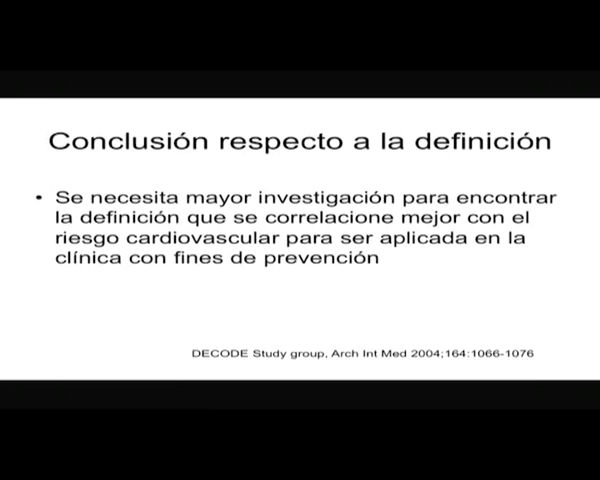 Conclusión respecto a la definición
• Se necesita mayor investigación para encontrar
la definición que se correlacione mejor con el
riesgo cardiovascular para ser aplicada en la
clínica con fines de prevención
DECODE Study group, Arch Int Med 2004;164:1066-1076